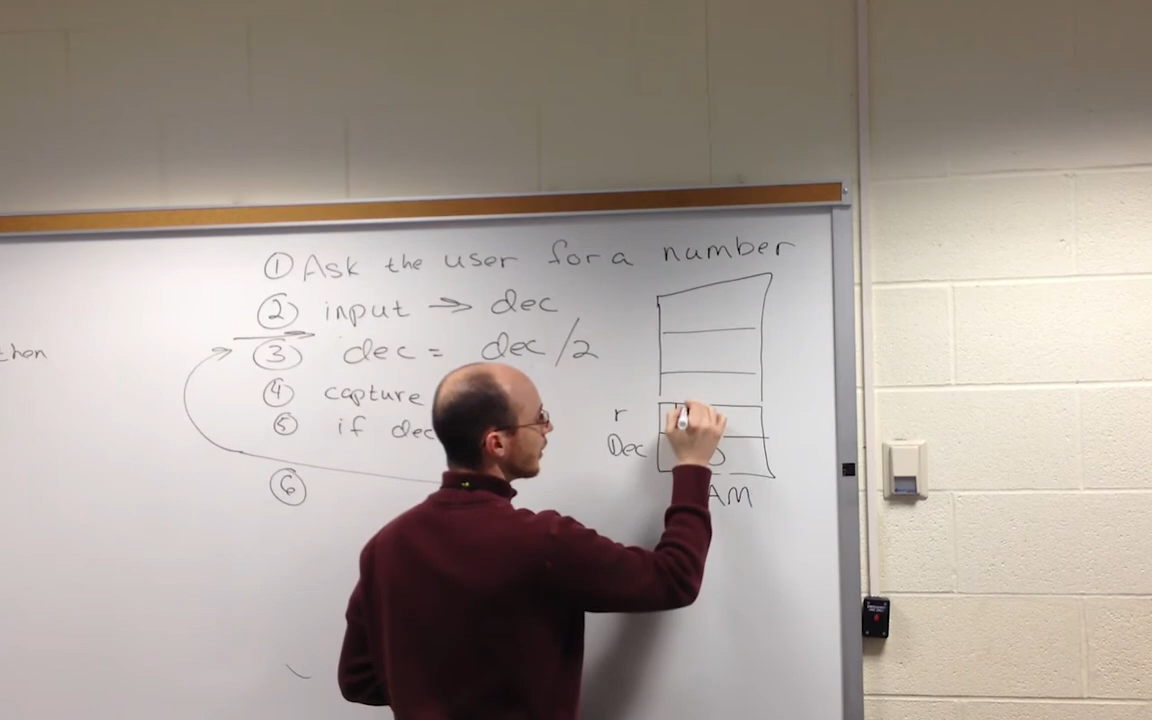 ① Ask the user for a number
② input → dec
③ dec = dec/2
④ capture
⑤ if dec
⑥
r
Dec
AM